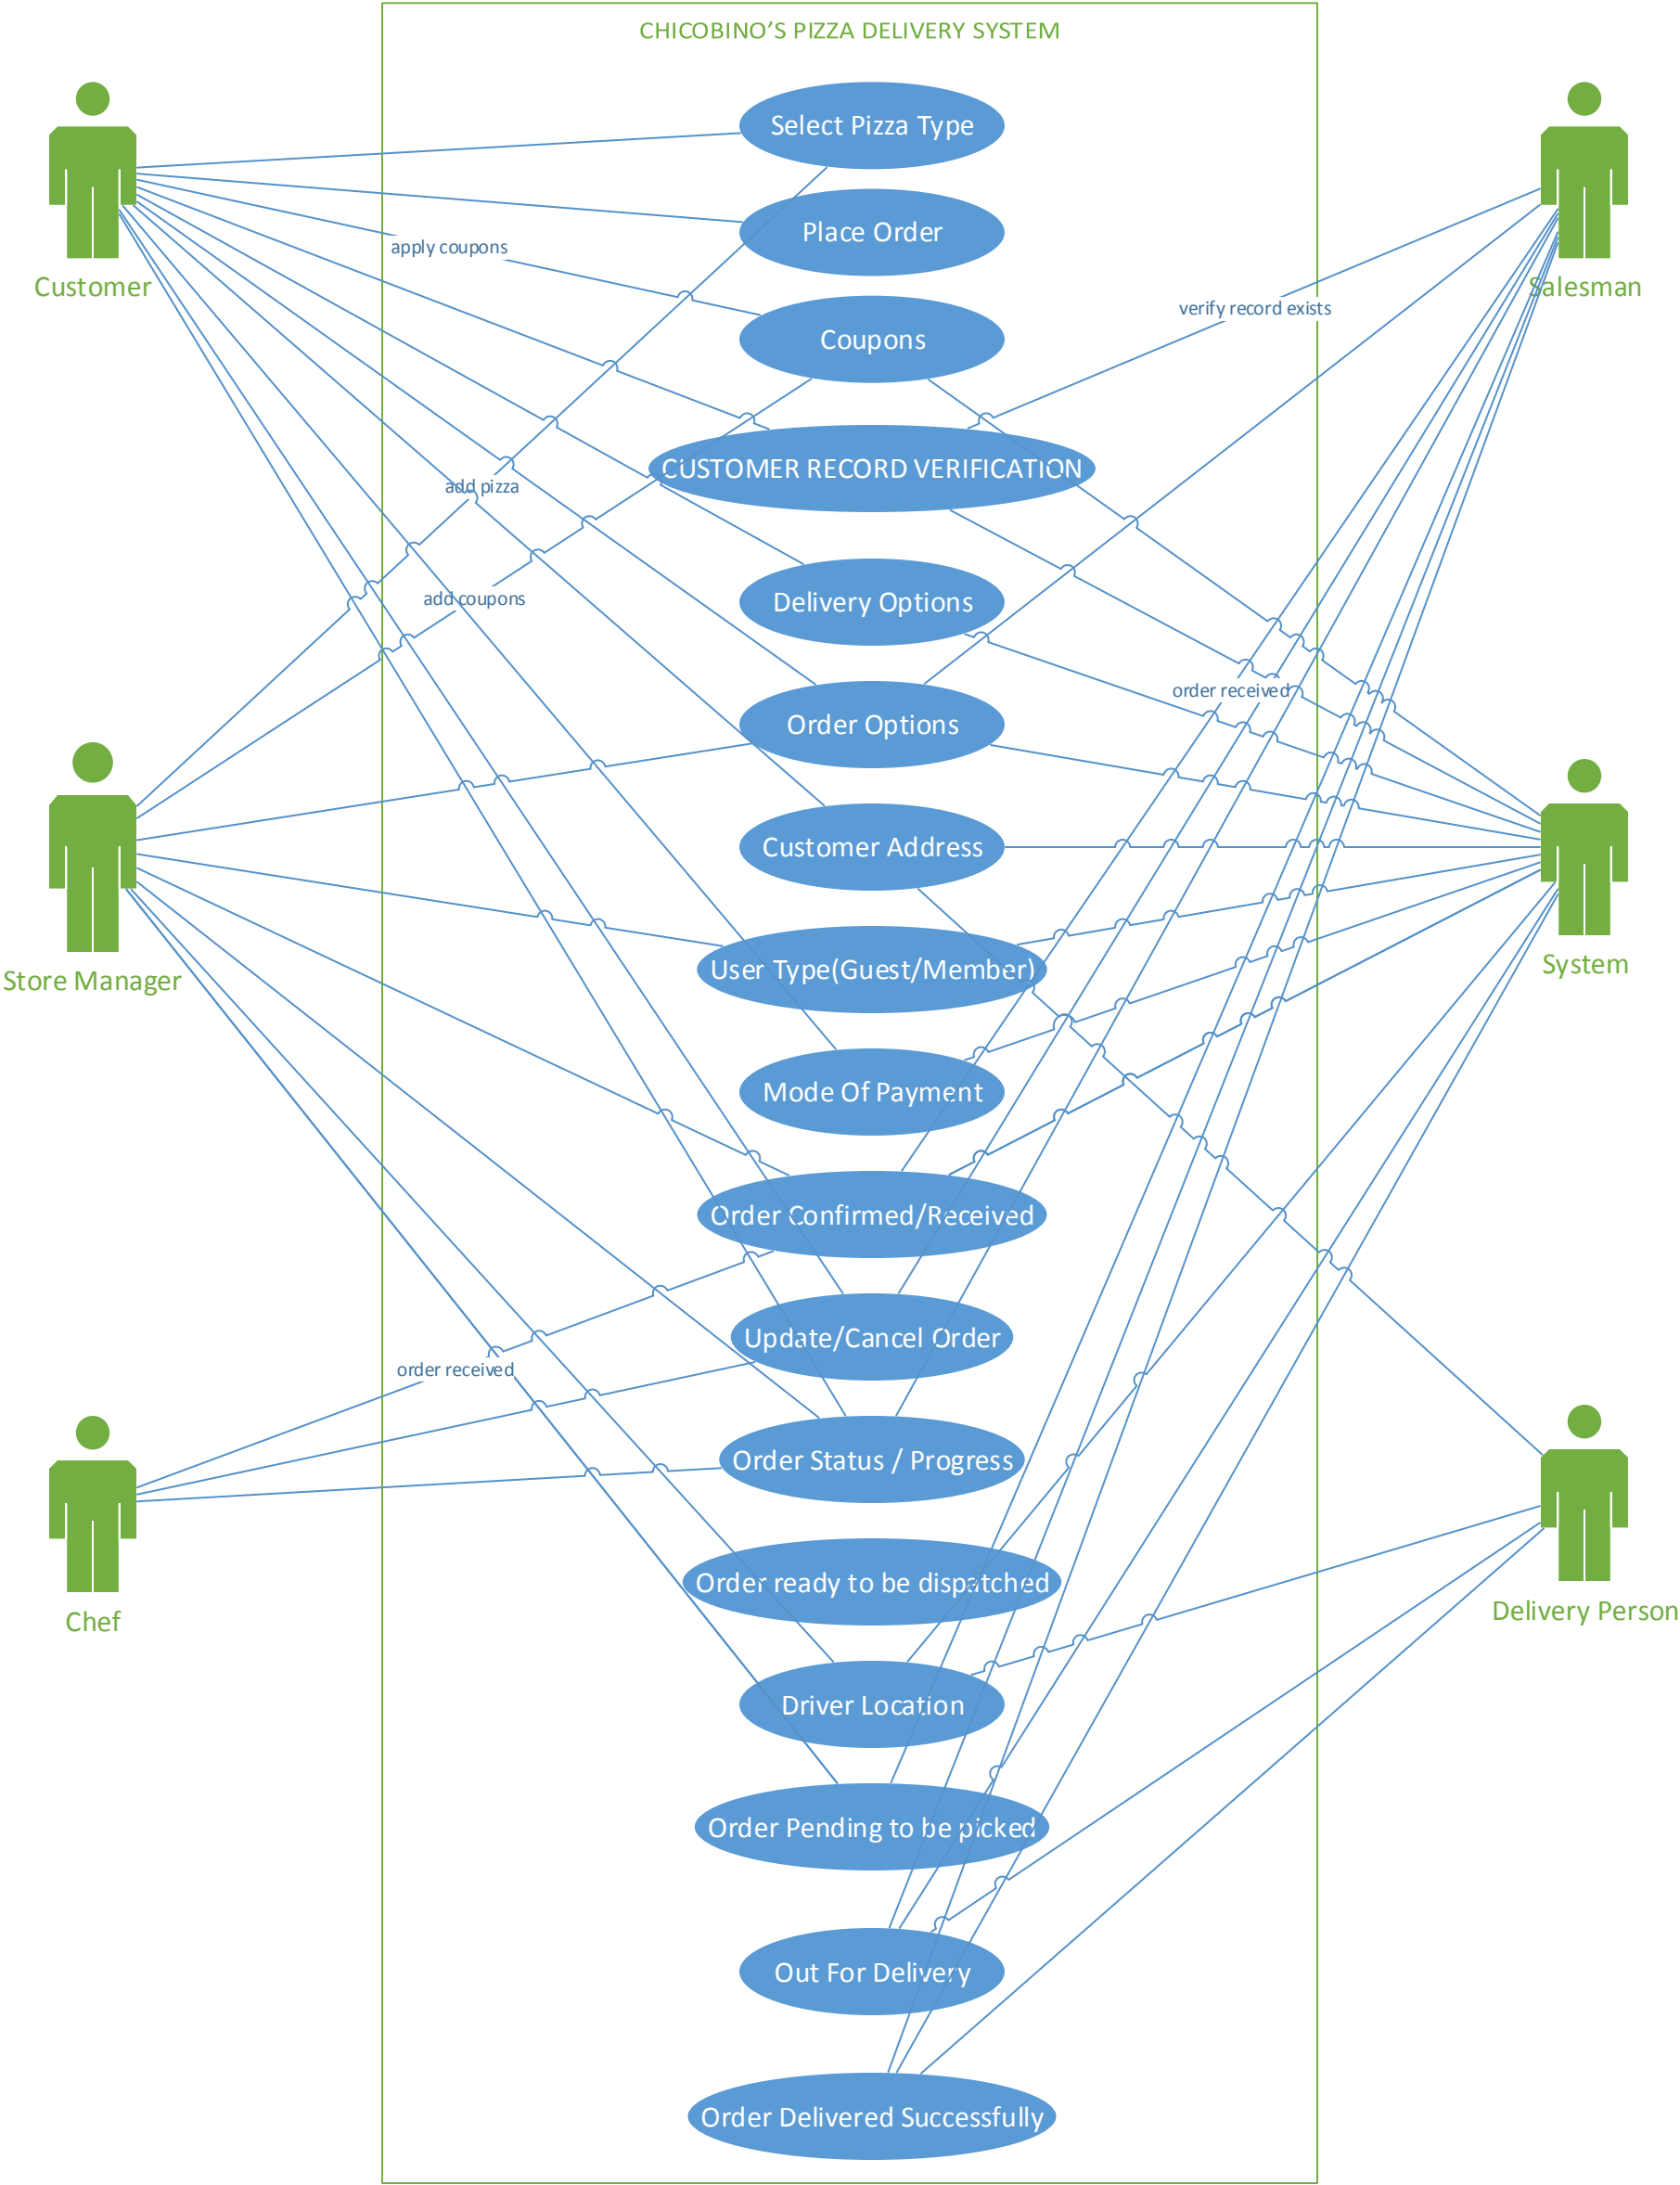 CHICOBINO’S PIZZA DELIVERY SYSTEM
Select Pizza Type
Place Order
apply coupons
Customer
Salesman
verify record exists
Coupons
CUSTOMER RECORD VERIFICATION
add pizza
add coupons
Delivery Options
order received
Order Options
Customer Address
Store Manager
User Type(Guest/Member)
System
Mode Of Payment
Order Confirmed/Received
Update/Cancel Order
order received
Order Status / Progress
Order ready to be dispatched
Chef
Delivery Person
Driver Location
Order Pending to be picked
Out For Delivery
Order Delivered Successfully